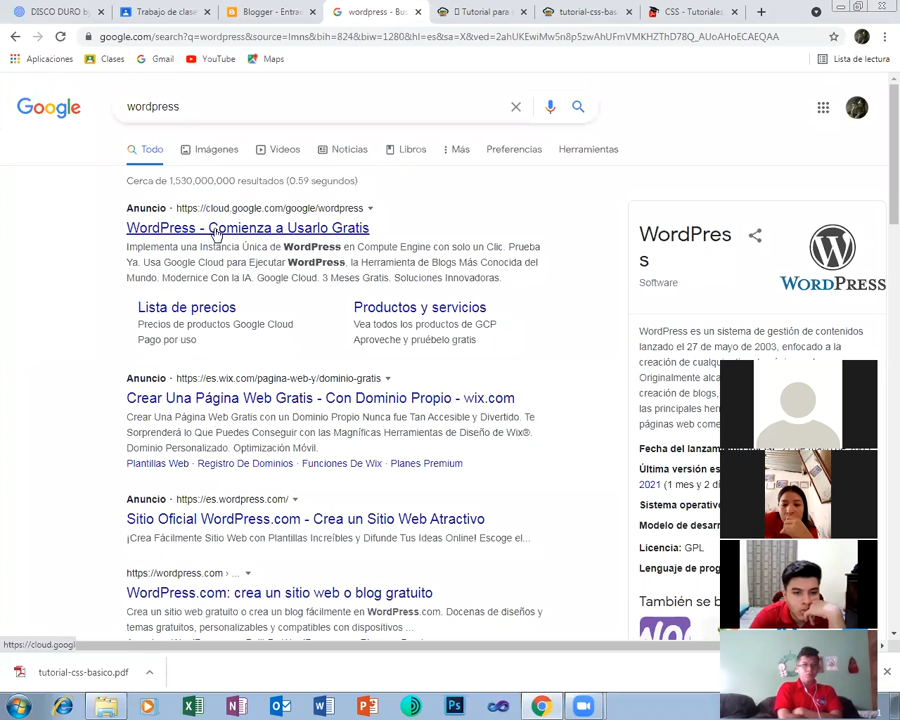 DISCO DURO by
Trabajo de clase
Blogger - Entrad
wordpress - Bus
Tutorial para
tutorial-css-bas
CSS - Tutoriales
google.com/search?q=wordpress&source=lmns&bih=824&biw=1280&hl=es&sa=X&ved=2ahUKEwiMw5n8p5zwAhUFmVMKHZThD78Q_AUoAHoECAEQAA
Aplicaciones
Clases
Gmail
YouTube
Maps
Lista de lectura
Google
wordpress
Todo
Imágenes
Videos
Noticias
Libros
Más
Preferencias
Herramientas
Cerca de 1,530,000,000 resultados (0.59 segundos)
Anuncio · https://cloud.google.com/google/wordpress
WordPress - Comienza a Usarlo Gratis
Implementa una Instancia Única de WordPress en Compute Engine con solo un Clic. Prueba
Ya. Usa Google Cloud para Ejecutar WordPress, la Herramienta de Blogs Más Conocida del
Mundo. Modernice Con la IA. Google Cloud. 3 Meses Gratis. Soluciones Innovadoras.
Lista de precios
Precios de productos Google Cloud
Pago por uso
Productos y servicios
Vea todos los productos de GCP
Aproveche y pruébelo gratis
Anuncio · https://es.wix.com/pagina-web-y/dominio-gratis
Crear Una Página Web Gratis - Con Dominio Propio - wix.com
Crear Una Página Web Gratis con un Dominio Propio Nunca fue Tan Accesible y Divertido. Te
Sorprenderá lo Que Puedes Conseguir con las Magníficas Herramientas de Diseño de Wix®.
Dominio Personalizado. Optimización Móvil.
Plantillas Web · Registro De Dominios · Funciones De Wix · Planes Premium
Anuncio · https://es.wordpress.com/
Sitio Oficial WordPress.com - Crea un Sitio Web Atractivo
¡Cree Fácilmente Sitio Web con Plantillas Increíbles y Difunde Tus Ideas Online! Escoge el...
https://wordpress.com › ...
WordPress.com: crea un sitio web o blog gratuito
Crea un sitio web gratuito o crea un blog fácilmente en WordPress.com. Docenas de diseños y
temas gratuitos, personalizables y compatibles con dispositivos ...
WordPres
s
Software
WORDPRESS
WordPress es un sistema de gestión de contenidos
lanzado el 27 de mayo de 2003, enfocado a la
creación de cualq
Originalmente alca
creación de blogs,
las principales her
páginas web come
Fecha del lanzam
Última versión es
2021 (1 mes y 2 di
Sistema operativ
Modelo de desar
Licencia: GPL
Lenguaje de prog
También se b
https://cloud.googl
tutorial-css-basico.pdf